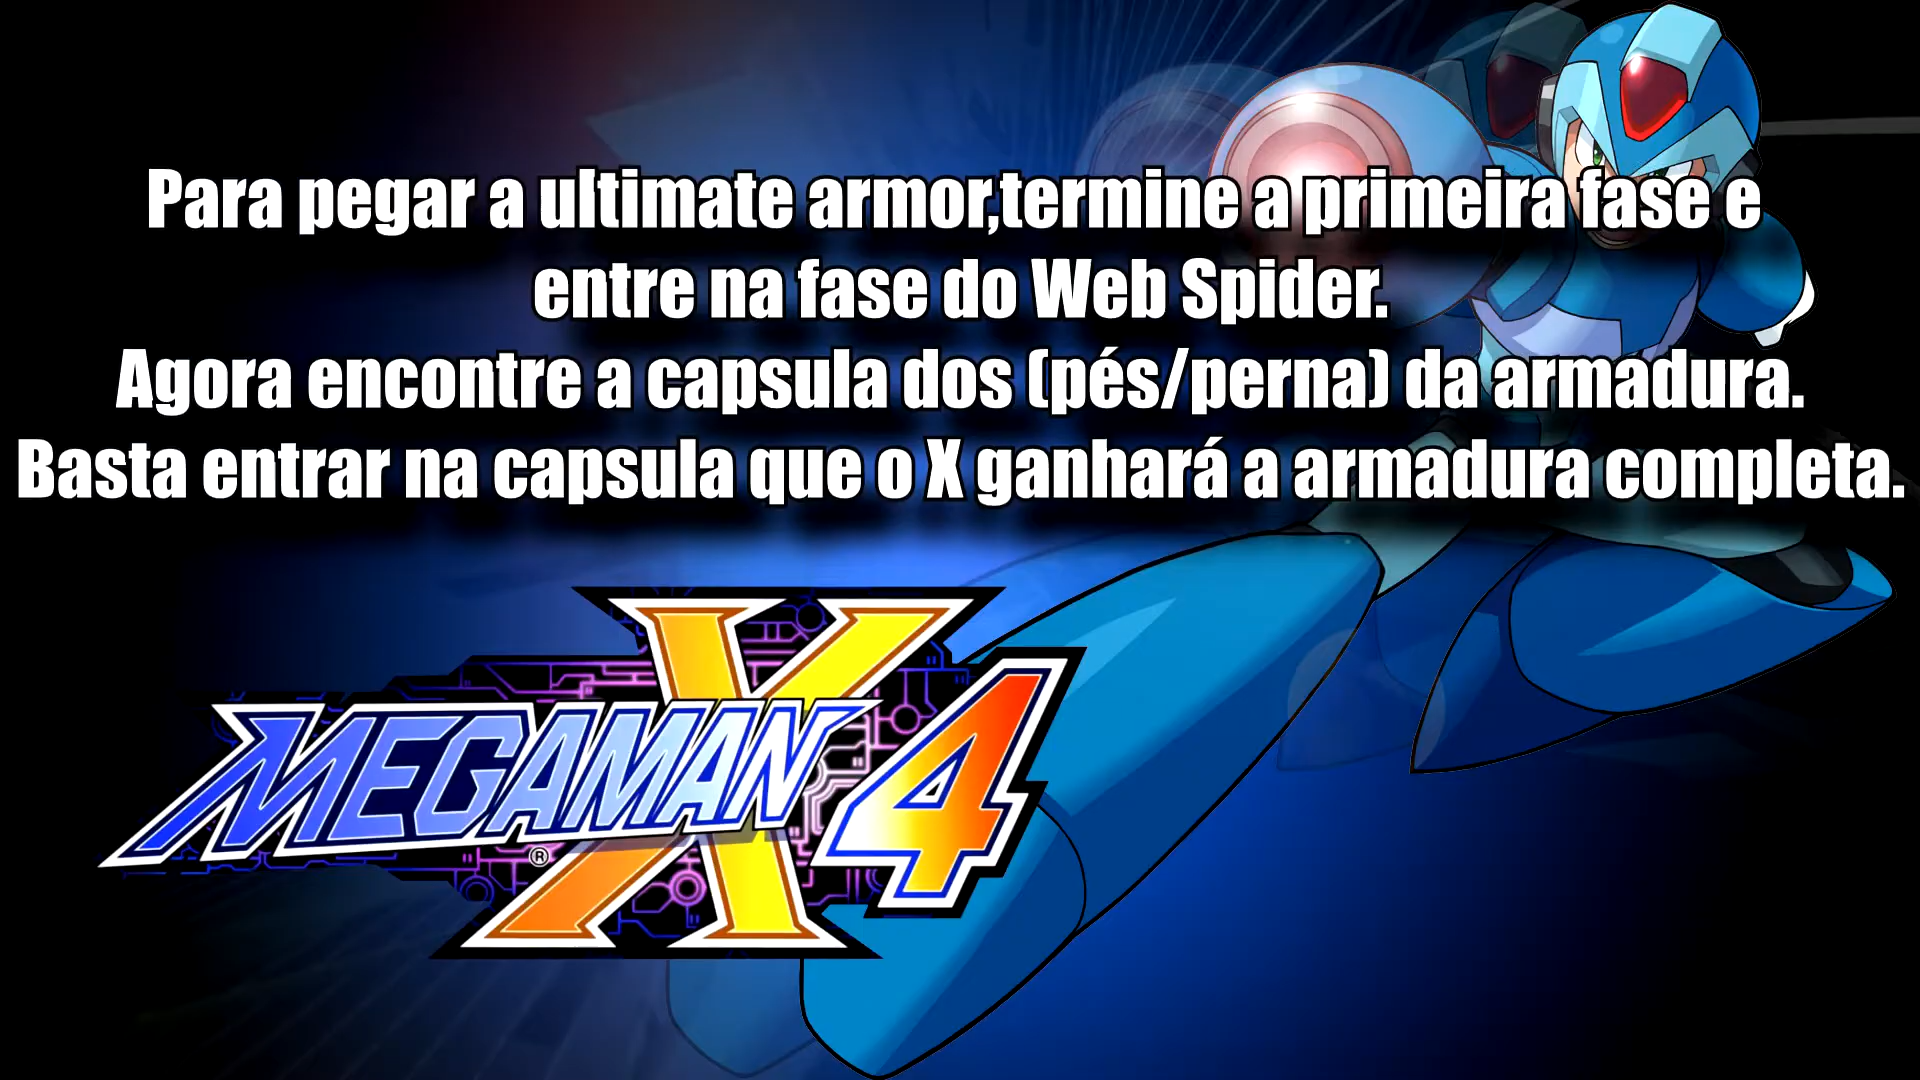 Para pegar a ultimate armor,termine a primeira fase e
entre na fase do Web Spider.
Agora encontre a capsula dos (pés/perna) da armadura.
Basta entrar na capsula que o X ganhará a armadura completa.
MEGAMAN X4
®